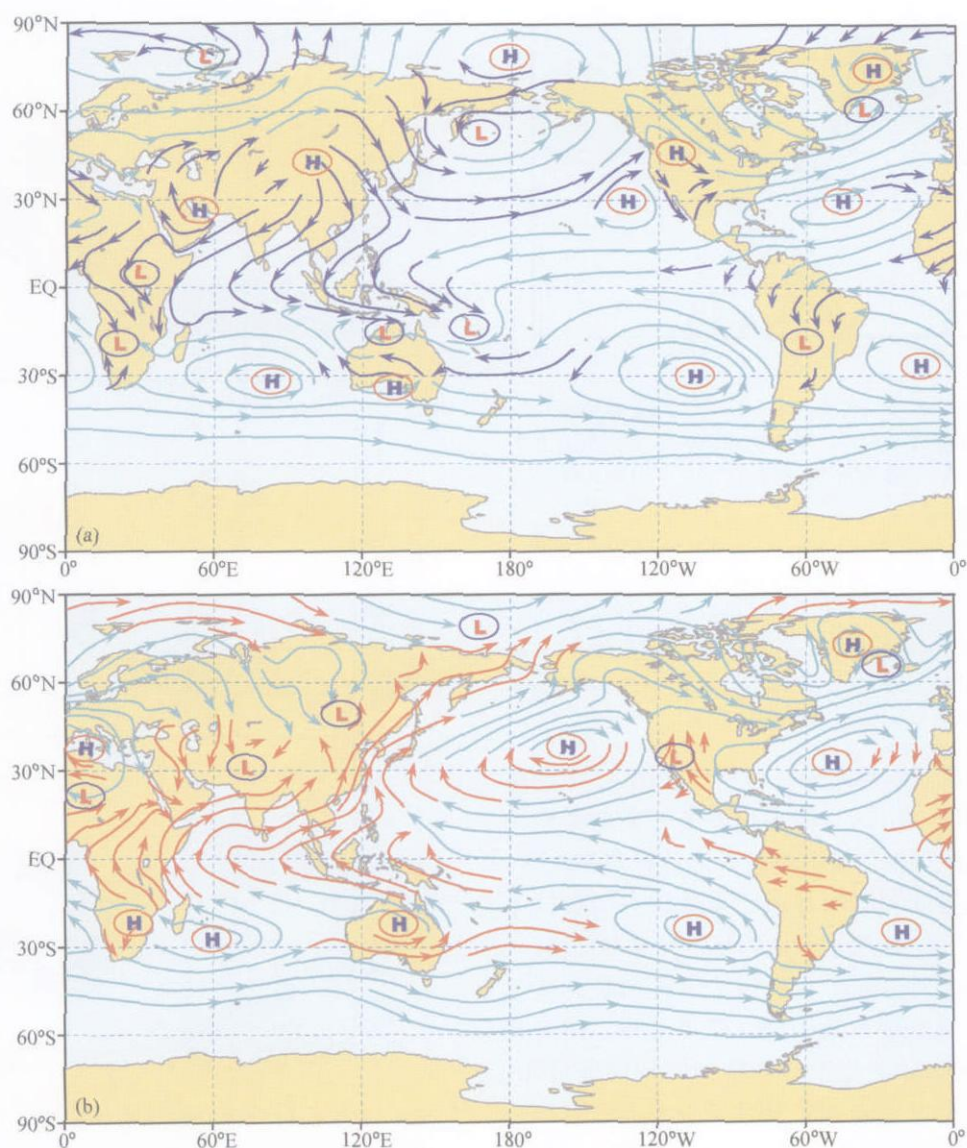 90°N
L H
H
60°N L
L
H H
30°N H H H
L
EQ
L L L L
30°S H H H H
60°S
(a)
90°S
0° 60°E 120°E 180° 120°W 60°W 0°
90°N
L
H
L
60°N
L
H H L H
30°N L
L
EQ
H H H H
H
30°S
60°S
(b)
90°S
0° 60°E 120°E 180° 120°W 60°W 0°